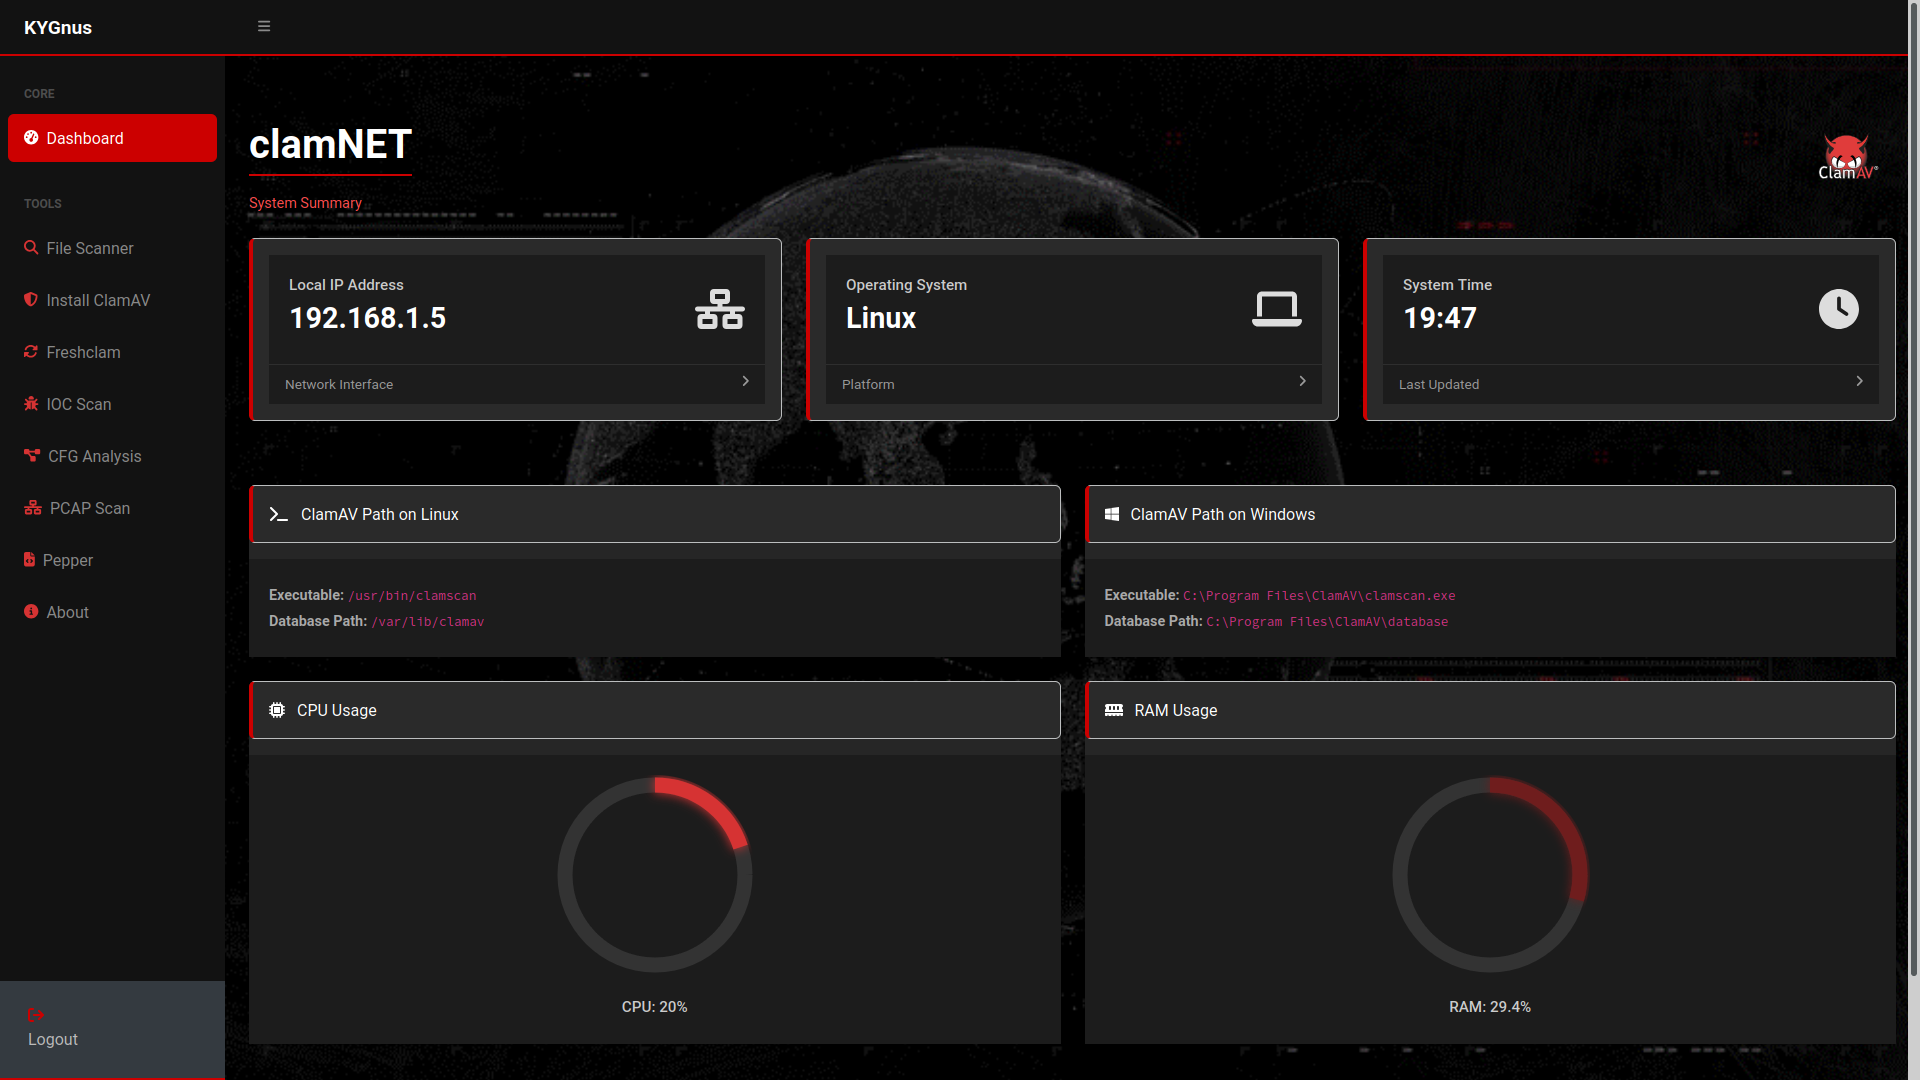 KYGnus
CORE
Dashboard
TOOLS
File Scanner
Install ClamAV
Freshclam
IOC Scan
CFG Analysis
PCAP Scan
Pepper
About
Logout
clamNET
System Summary
ClamAV®
Local IP Address
192.168.1.5
Network Interface
Operating System
Linux
Platform
System Time
19:47
Last Updated
ClamAV Path on Linux
Executable: /usr/bin/clamscan
Database Path: /var/lib/clamav
ClamAV Path on Windows
Executable: C:\Program Files\ClamAV\clamscan.exe
Database Path: C:\Program Files\ClamAV\database
CPU Usage
CPU: 20%
RAM Usage
RAM: 29.4%